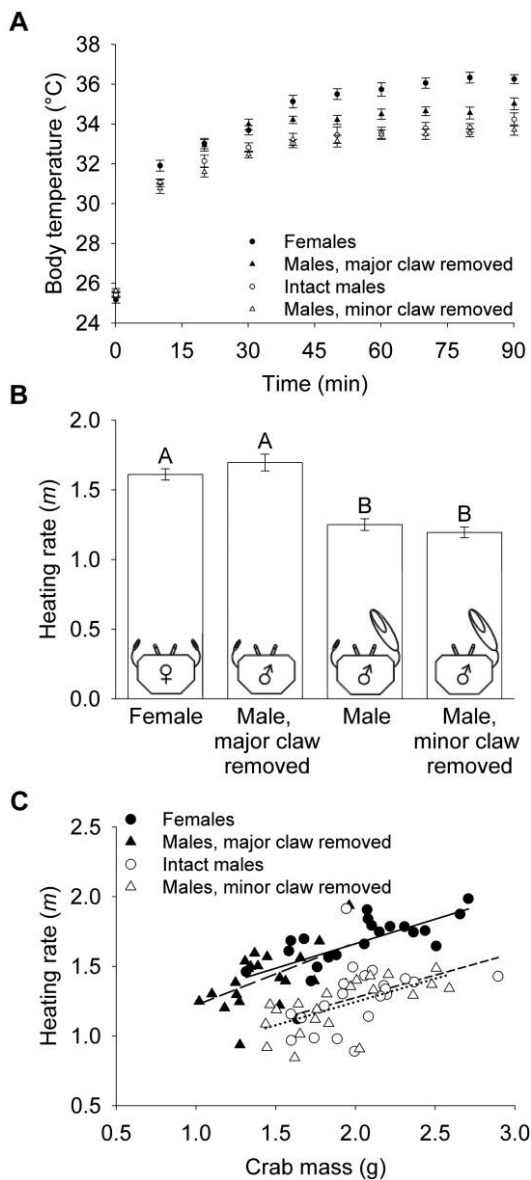 A
Body temperature (°C)
38
36
34
32
30
28
26
24
Females
Males, major claw removed
Intact males
Males, minor claw removed
0 15 30 45 60 75 90
Time (min)
B
Heating rate (m)
2.0
1.5
1.0
0.5
0.0
A A B B
♀ ♂ ♂ ♂
Female Male, Male Male,
major claw minor claw
removed removed
C
Heating rate (m)
2.5
2.0
1.5
1.0
0.5
Females
Males, major claw removed
Intact males
Males, minor claw removed
0.5 1.0 1.5 2.0 2.5 3.0
Crab mass (g)